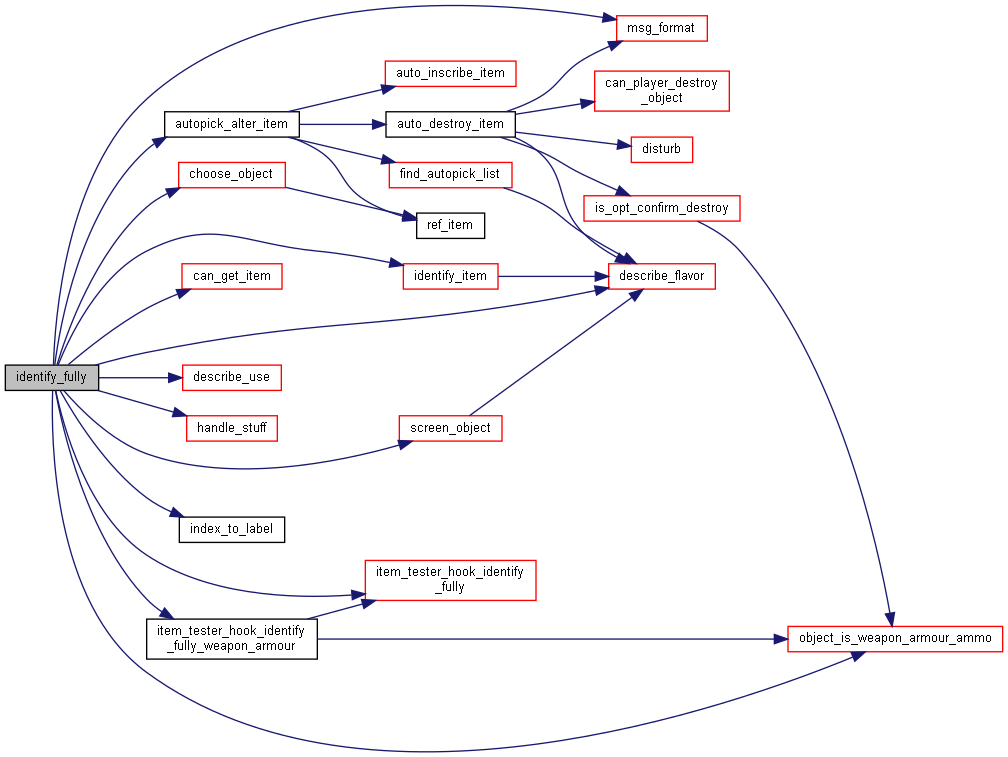 msg_format
auto_inscribe_item
can_player_destroy
_object
autopick_alter_item
auto_destroy_item
disturb
choose_object
find_autopick_list
is_opt_confirm_destroy
ref_item
can_get_item
identify_item
describe_flavor
identify_fully
describe_use
handle_stuff
screen_object
index_to_label
item_tester_hook_identify
_fully
item_tester_hook_identify
_fully_weapon_armour
object_is_weapon_armour_ammo